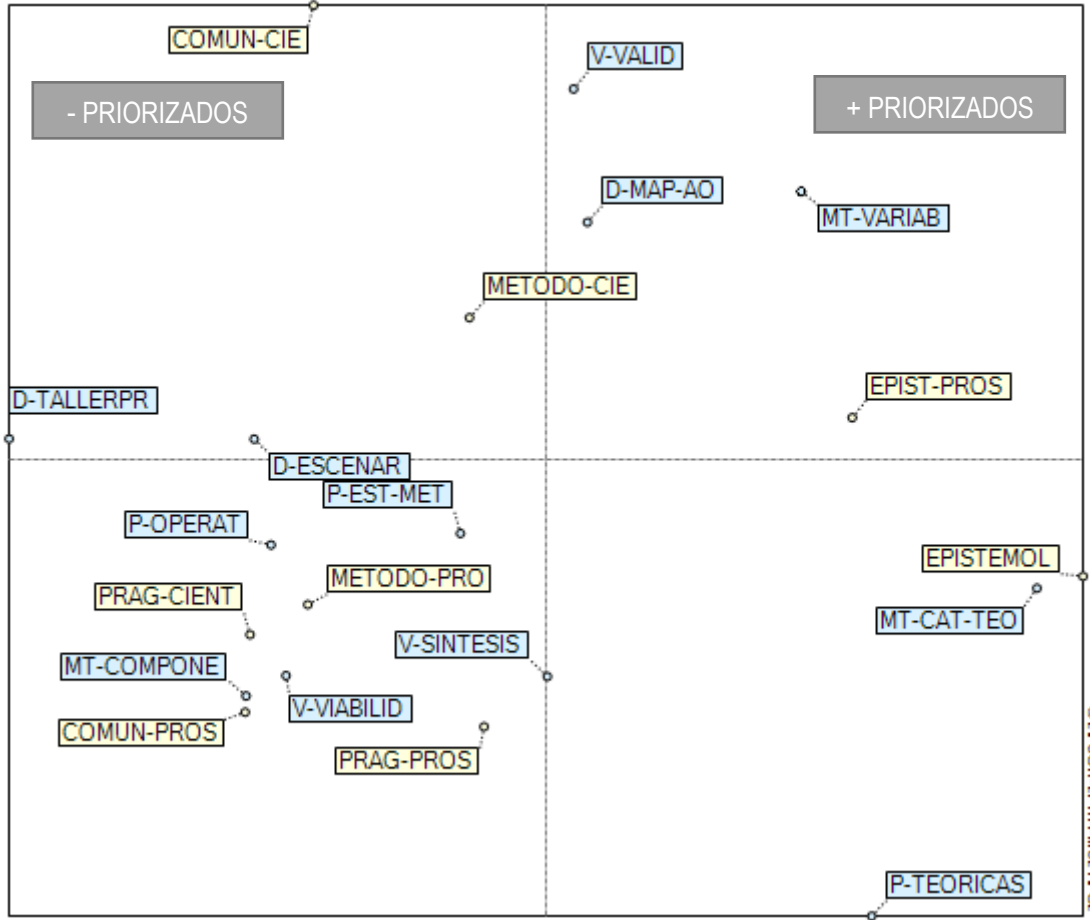 COMUN-CIE
V-VALID
- PRIORIZADOS
+ PRIORIZADOS
D-MAP-AO
MT-VARIAB
METODO-CIE
EPIST-PROS
D-TALLERPR
D-ESCENAR
P-EST-MET
P-OPERAT
EPISTEMOL
METODO-PRO
PRAG-CIENT
MT-CAT-TEO
V-SINTESIS
MT-COMPONE
V-VIABILID
COMUN-PROS
PRAG-PROS
P-TEORICAS